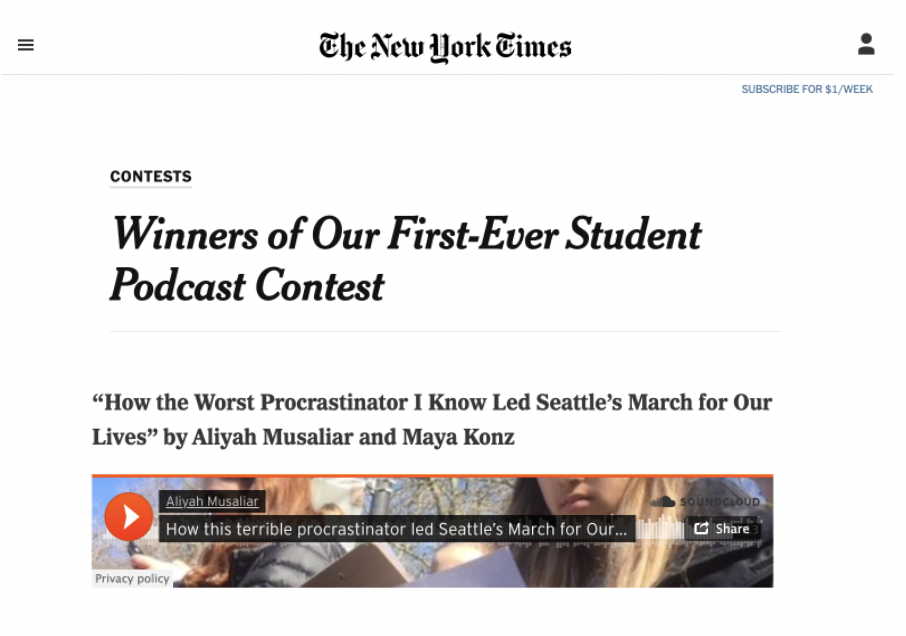 The New York Times
SUBSCRIBE FOR $1/WEEK
CONTESTS
Winners of Our First-Ever Student
Podcast Contest
“How the Worst Procrastinator I Know Led Seattle’s March for Our
Lives” by Aliyah Musaliar and Maya Konz
Aliyah Musaliar
SOUNDCLOUD
How this terrible procrastinator led Seattle’s March for Our...
Share
Privacy policy